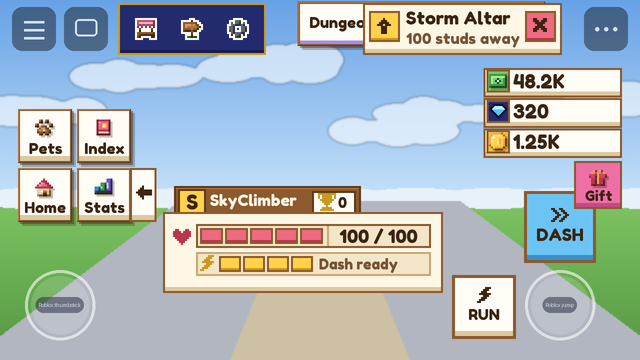 Dungeo
Storm Altar
100 studs away
48.2K
320
1.25K
Pets
Index
Home
Stats
Gift
DASH
S
SkyClimber
0
100 / 100
Dash ready
RUN
Roblox thumbstick
Roblox jump